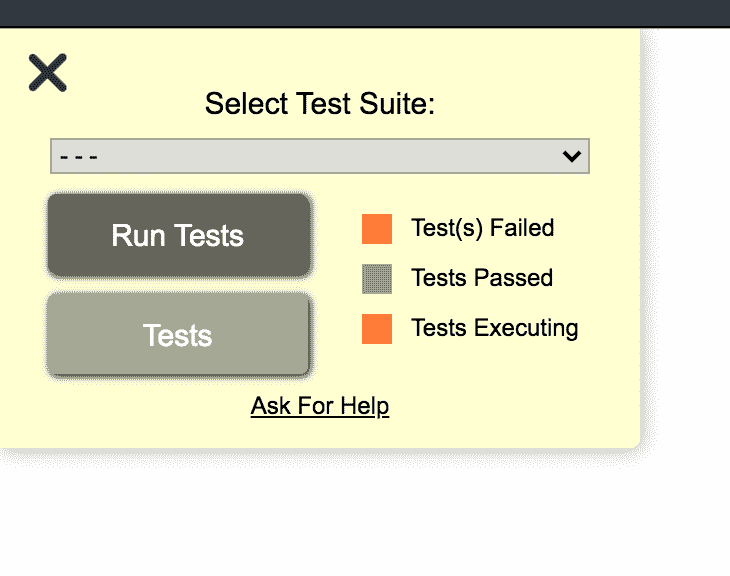 Select Test Suite:
- - -
Run Tests
Test(s) Failed
Tests Passed
Tests
Tests Executing
Ask For Help